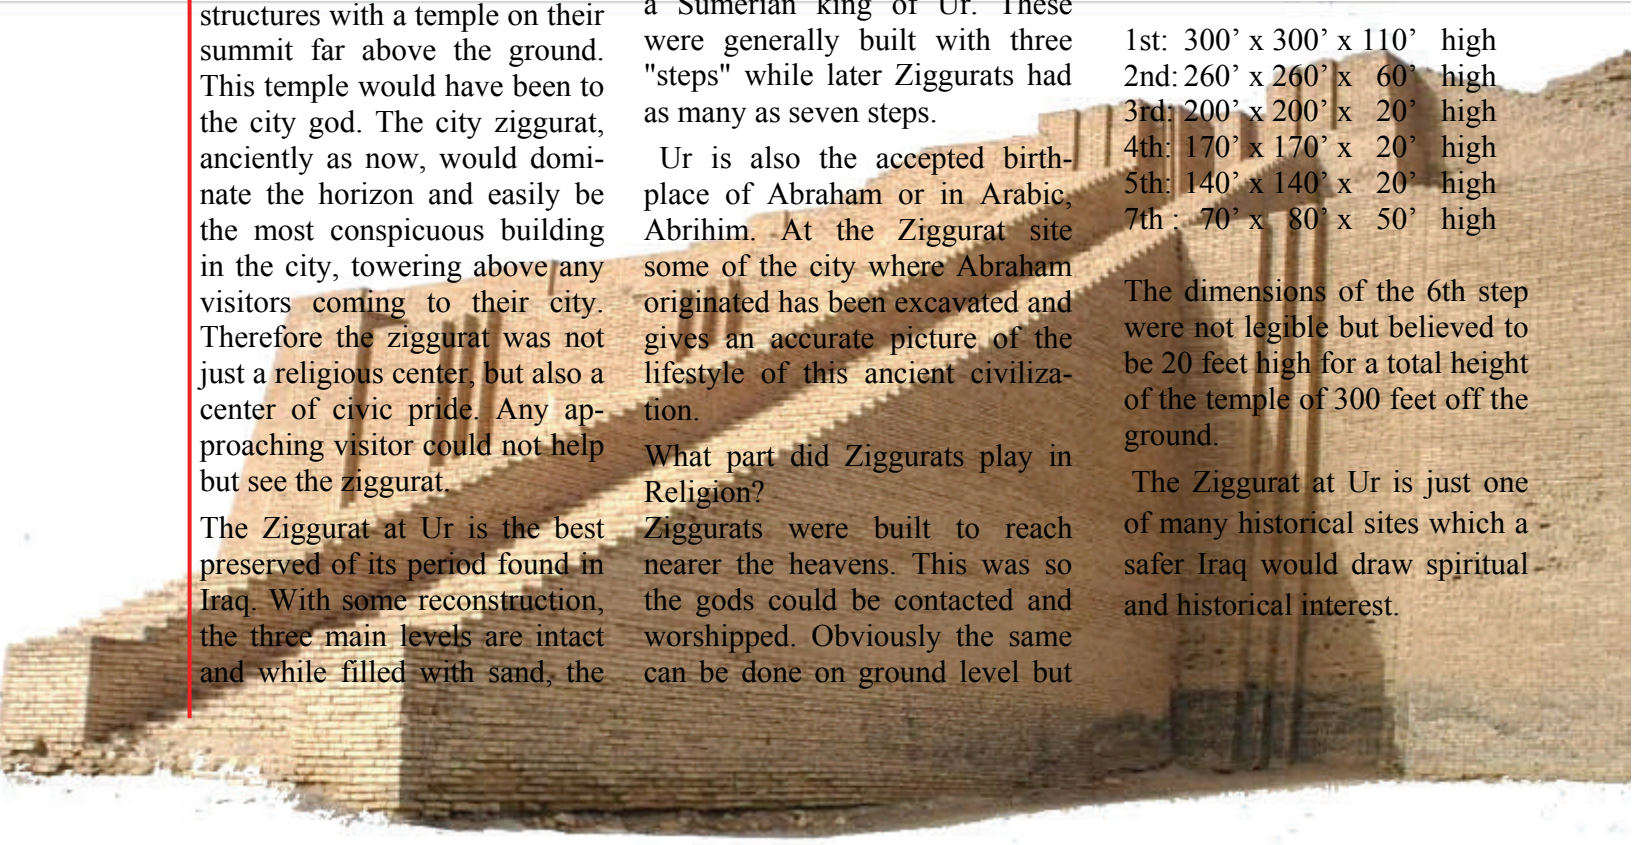 structures with a temple on their
summit far above the ground.
This temple would have been to
the city god. The city ziggurat,
anciently as now, would domi-
nate the horizon and easily be
the most conspicuous building
in the city, towering above any
visitors coming to their city.
Therefore the ziggurat was not
just a religious center, but also a
center of civic pride. Any ap-
proaching visitor could not help
but see the ziggurat.
The Ziggurat at Ur is the best
preserved of its period found in
Iraq. With some reconstruction,
the three main levels are intact
and while filled with sand, the
a Sumerian king of Ur. These
were generally built with three
"steps" while later Ziggurats had
as many as seven steps.
Ur is also the accepted birth-
place of Abraham or in Arabic,
Abrihim. At the Ziggurat site
some of the city where Abraham
originated has been excavated and
gives an accurate picture of the
lifestyle of this ancient civiliza-
tion.
What part did Ziggurats play in
Religion?
Ziggurats were built to reach
nearer the heavens. This was so
the gods could be contacted and
worshipped. Obviously the same
can be done on ground level but
1st: 300’ x 300’ x 110’ high
2nd: 260’ x 260’ x 60’ high
3rd: 200’ x 200’ x 20’ high
4th: 170’ x 170’ x 20’ high
5th: 140’ x 140’ x 20’ high
7th : 70’ x 80’ x 50’ high
The dimensions of the 6th step
were not legible but believed to
be 20 feet high for a total height
of the temple of 300 feet off the
ground.
The Ziggurat at Ur is just one
of many historical sites which a
safer Iraq would draw spiritual
and historical interest.